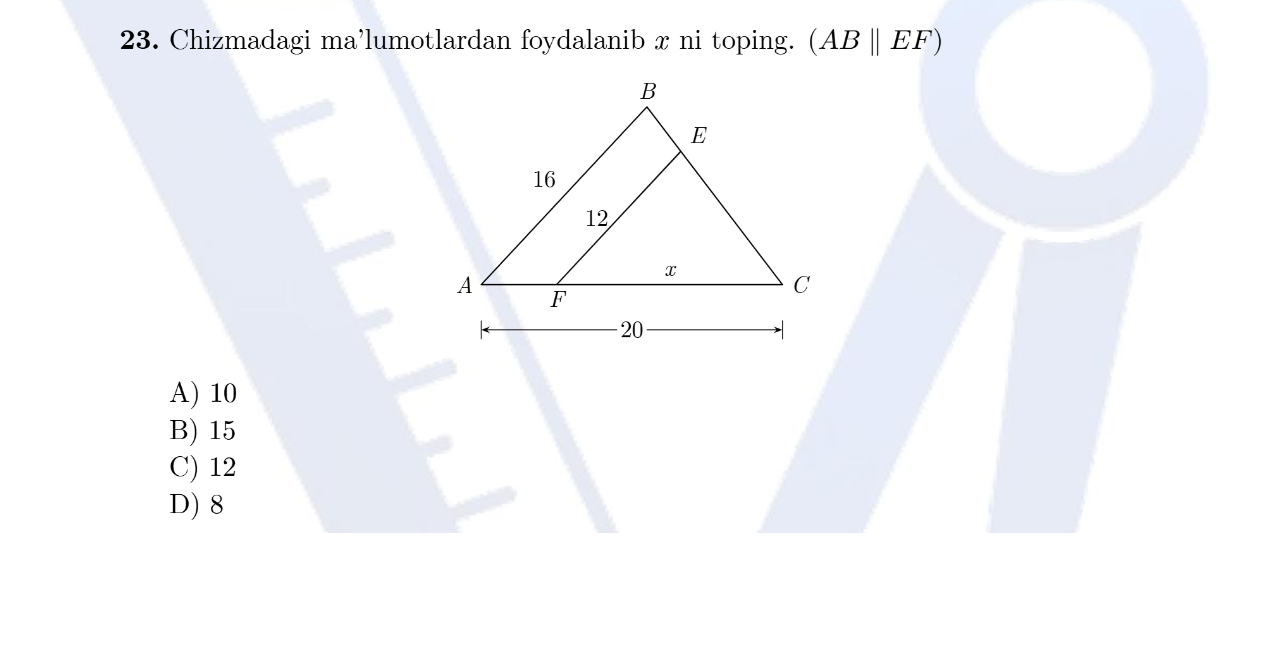 23. Chizmadagi ma'lumotlardan foydalanib x ni toping. (AB ∥ EF)
B
E
16
12
x
A
F
C
20
A) 10
B) 15
C) 12
D) 8